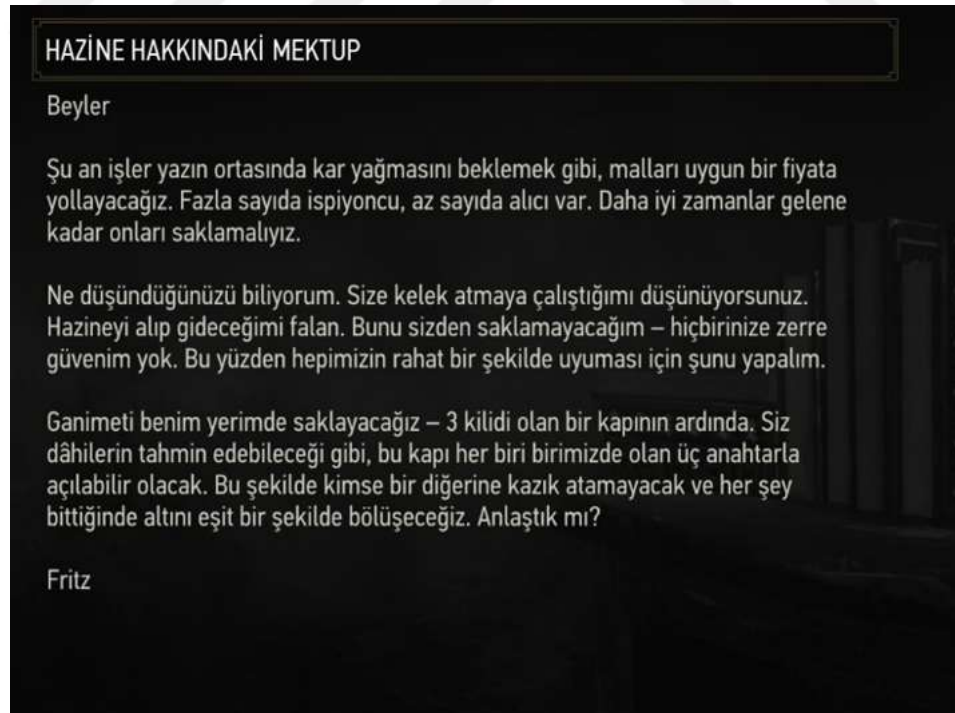 HAZİNE HAKKINDAKİ MEKTUP
Beyler
Şu an işler yazın ortasında kar yağmasını beklemek gibi, malları uygun bir fiyata
yollayacağız. Fazla sayıda ispiyoncu, az sayıda alıcı var. Daha iyi zamanlar gelene
kadar onları saklamalıyız.
Ne düşündüğünüzü biliyorum. Size kelek atmaya çalıştığımı düşünüyorsunuz.
Hazineyi alıp gideceğimi falan. Bunu sizden saklamayacağım – hiçbirinize zerre
güvenim yok. Bu yüzden hepimizin rahat bir şekilde uyuması için şunu yapalım.
Ganimeti benim yerimde saklayacağız – 3 kilidi olan bir kapının ardında. Siz
dâhilerin tahmin edebileceği gibi, bu kapı her biri birimizde olan üç anahtarla
açılabilir olacak. Bu şekilde kimse bir diğerine kazık atamayacak ve her şey
bittiğinde altını eşit bir şekilde bölüşeceğiz. Anlaştık mı?
Fritz